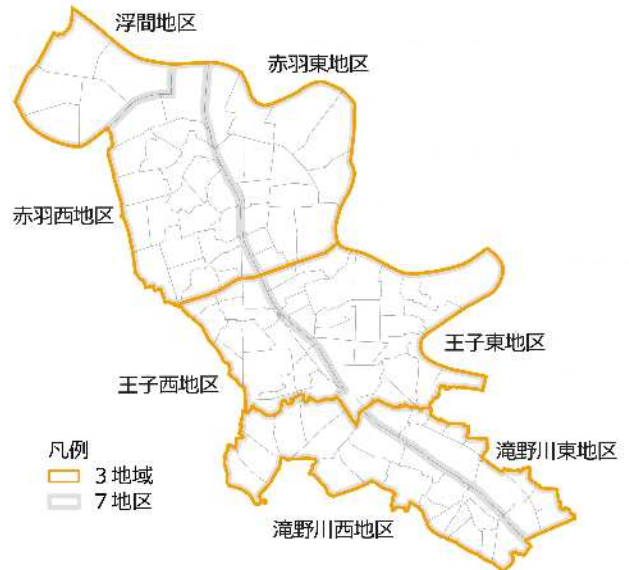 浮間地区
赤羽東地区
赤羽西地区
王子東地区
王子西地区
滝野川東地区
滝野川西地区
凡例
3地域
7地区